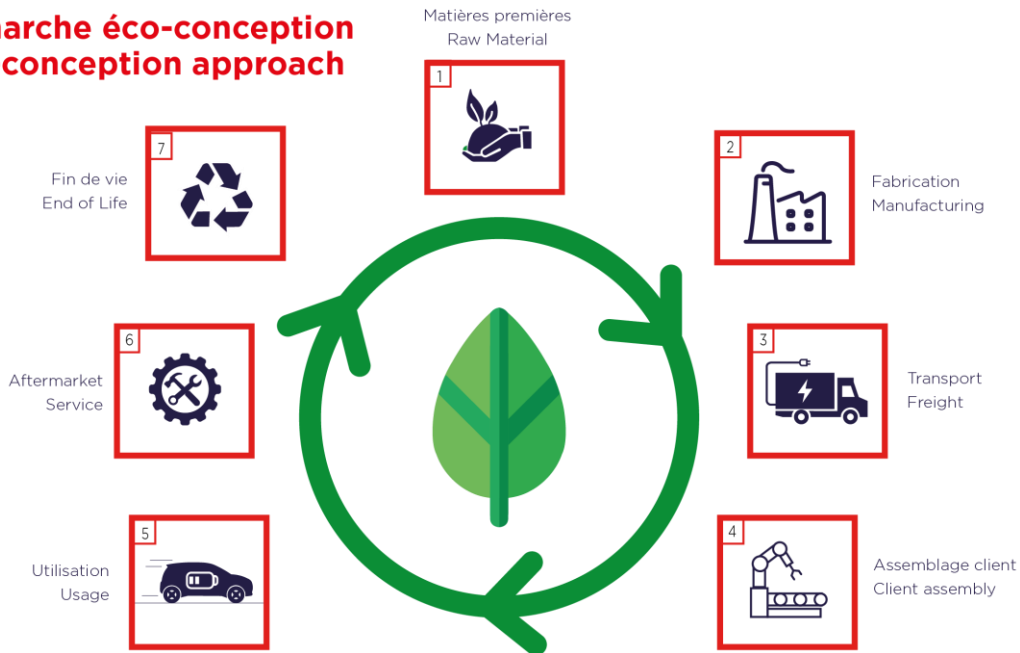 arche éco-conception
conception approach
Matières premières
Raw Material
1
2
Fabrication
Manufacturing
3
Transport
Freight
4
Assemblage client
Client assembly
5
Utilisation
Usage
6
Aftermarket
Service
7
Fin de vie
End of Life